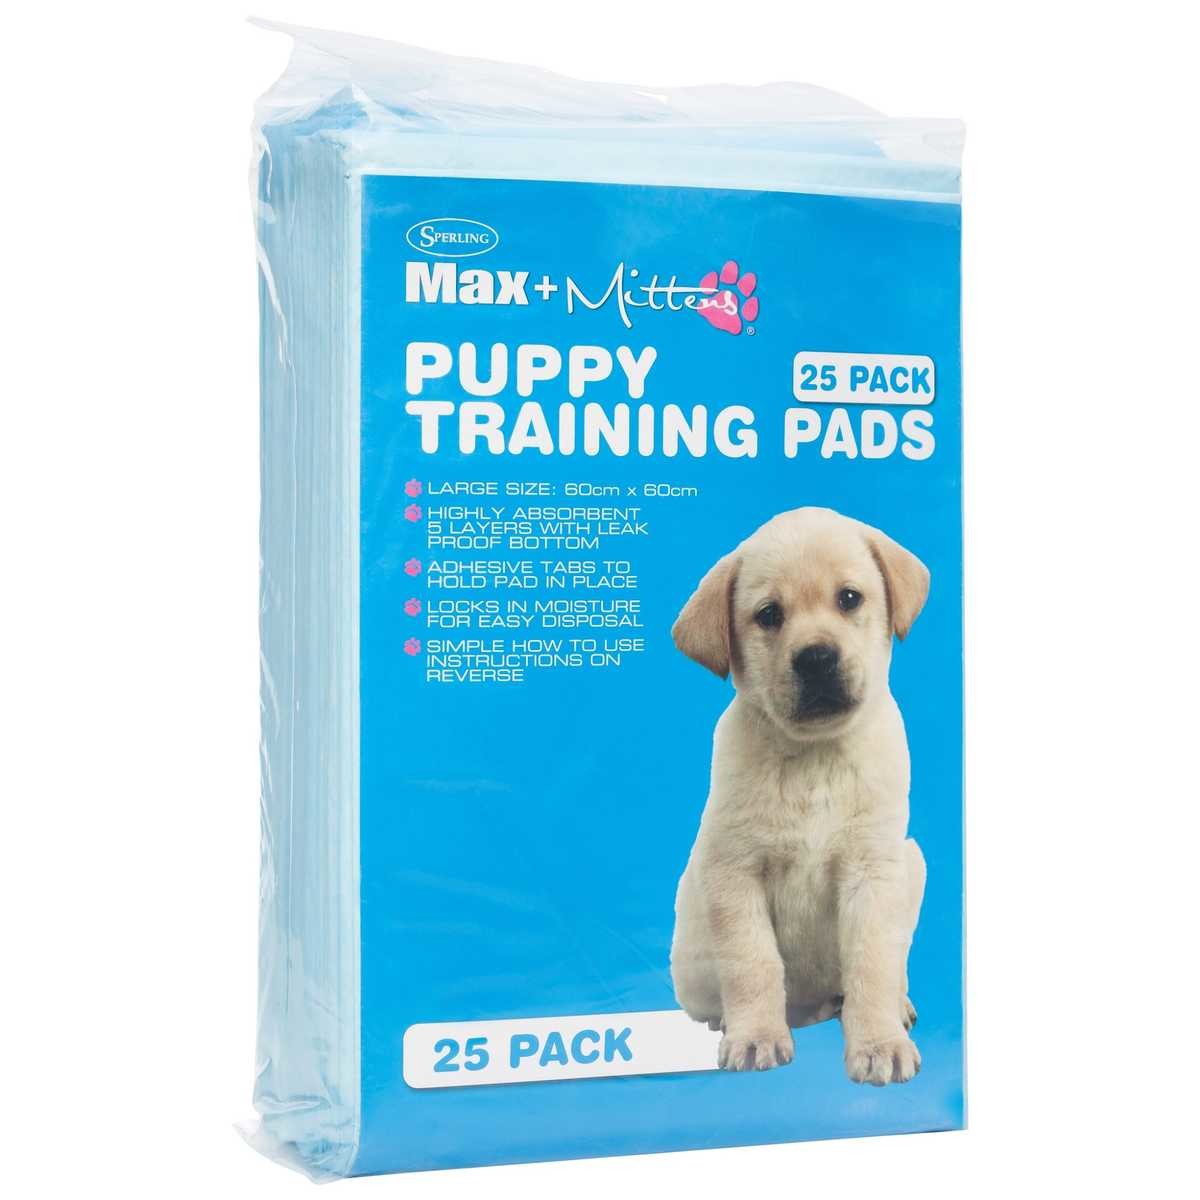 SPERLING
Max + Mittens
®
PUPPY
25 PACK
TRAINING PADS
LARGE SIZE: 60cm x 60cm
HIGHLY ABSORBENT
5 LAYERS WITH LEAK
PROOF BOTTOM
ADHESIVE TABS TO
HOLD PAD IN PLACE
LOCKS IN MOISTURE
FOR EASY DISPOSAL
SIMPLE HOW TO USE
INSTRUCTIONS ON
REVERSE
25 PACK